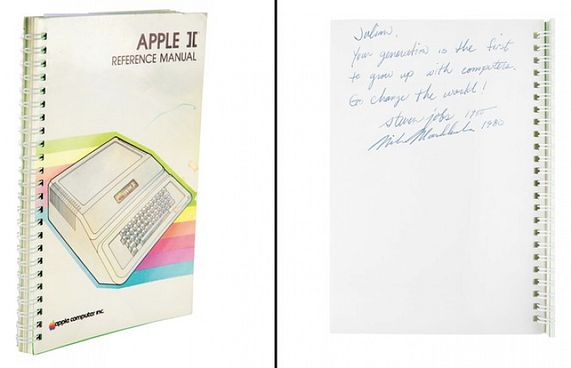 APPLE ][
REFERENCE MANUAL
apple computer inc.
Julian,
Your generation is the first
to grow up with computers.
Go change the world!
steven jobs 1980
Mike Markkula 1980